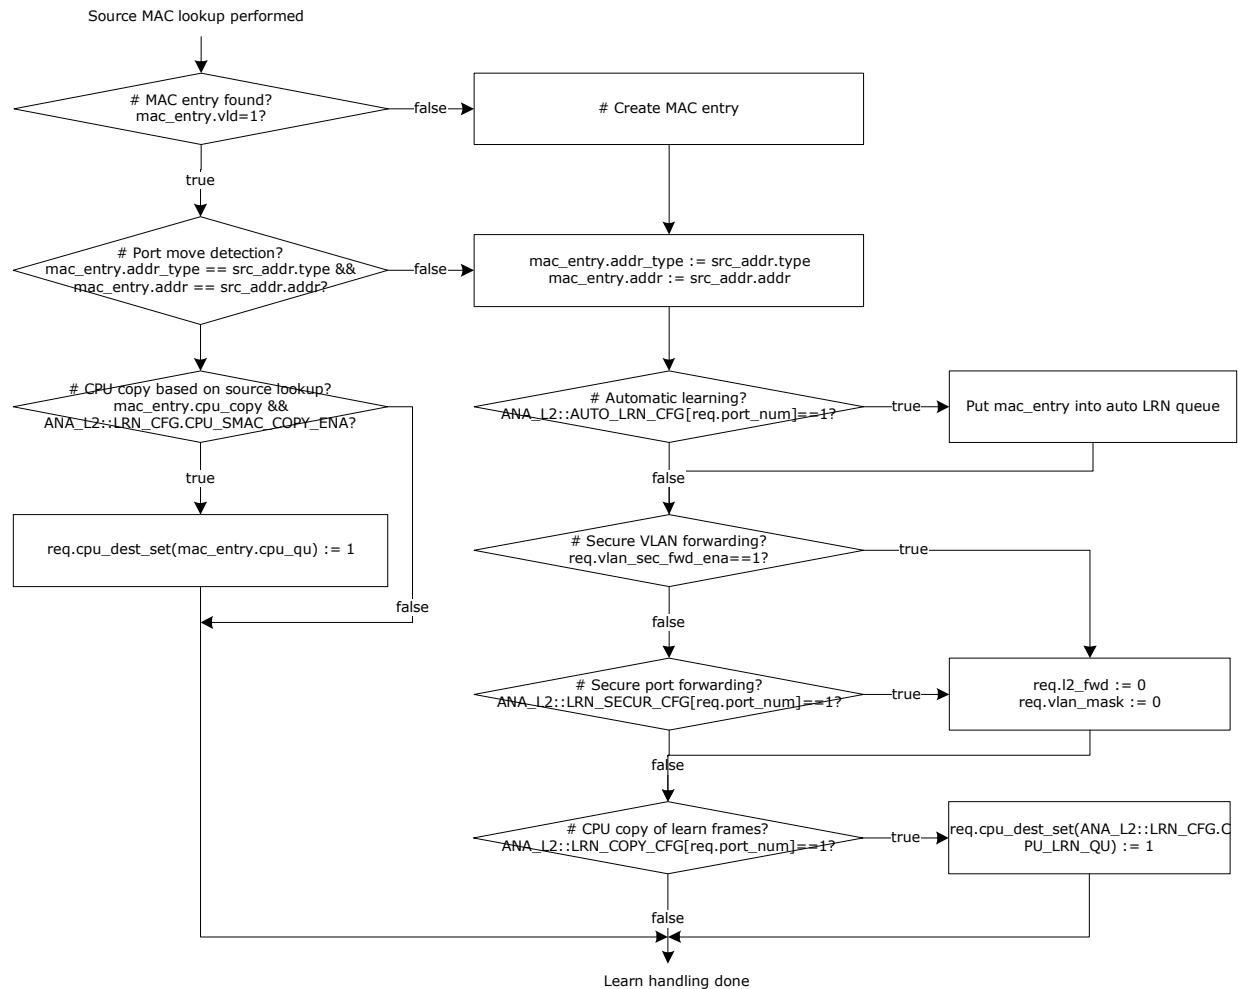 Source MAC lookup performed
# MAC entry found?
mac_entry.vld=1?
false
# Create MAC entry
true
# Port move detection?
mac_entry.addr_type == src_addr.type &&
mac_entry.addr == src_addr.addr?
false
mac_entry.addr_type := src_addr.type
mac_entry.addr := src_addr.addr
# CPU copy based on source lookup?
mac_entry.cpu_copy &&
ANA_L2::LRN_CFG.CPU_SMAC_COPY_ENA?
# Automatic learning?
ANA_L2::AUTO_LRN_CFG[req.port_num]==1?
true
Put mac_entry into auto LRN queue
true
false
req.cpu_dest_set(mac_entry.cpu_qu) := 1
# Secure VLAN forwarding?
req.vlan_sec_fwd_ena==1?
true
false
false
# Secure port forwarding?
ANA_L2::LRN_SECUR_CFG[req.port_num]==1?
true
req.l2_fwd := 0
req.vlan_mask := 0
false
# CPU copy of learn frames?
ANA_L2::LRN_COPY_CFG[req.port_num]==1?
true
req.cpu_dest_set(ANA_L2::LRN_CFG.C
PU_LRN_QU) := 1
false
Learn handling done